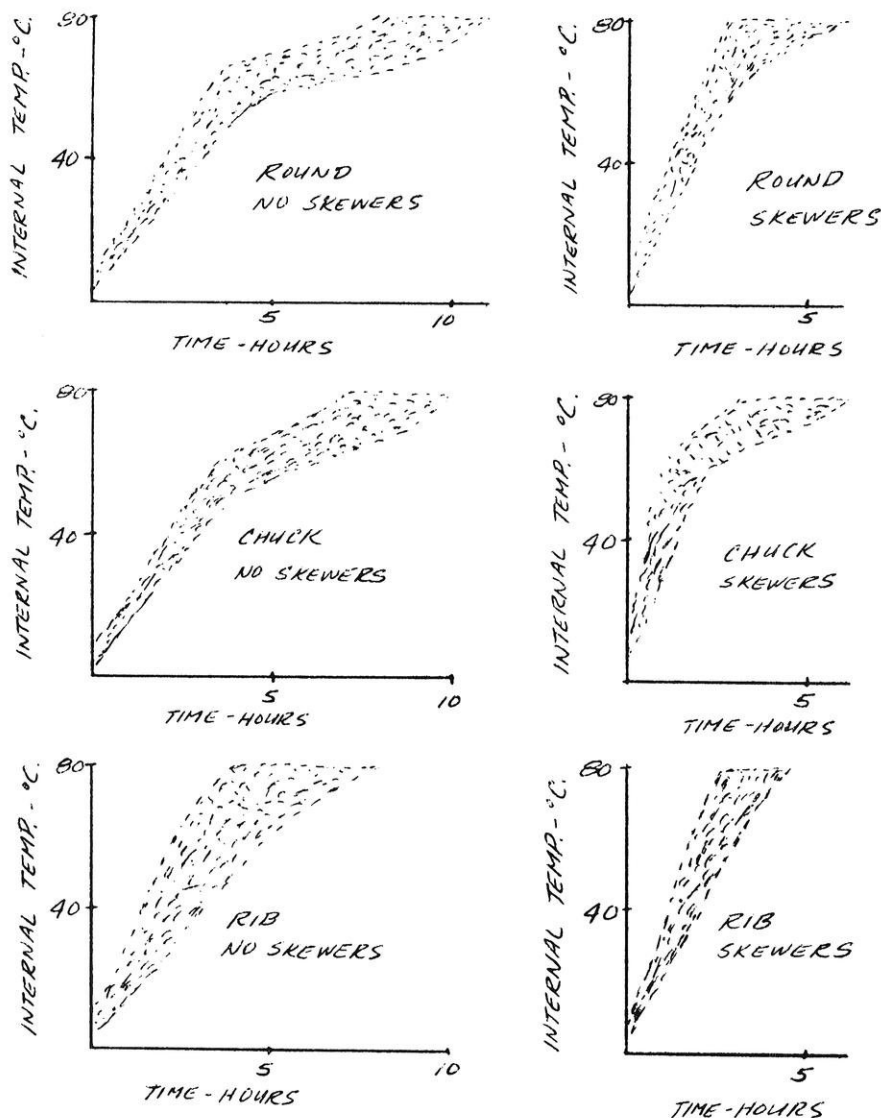 INTERNAL TEMP. - °C.
80
40
ROUND
NO SKEWERS
5
10
TIME - HOURS
INTERNAL TEMP. - °C.
80
40
ROUND
SKEWERS
5
TIME - HOURS
INTERNAL TEMP. - °C.
80
40
CHUCK
NO SKEWERS
5
10
TIME - HOURS
INTERNAL TEMP. - °C.
80
40
CHUCK
SKEWERS
5
TIME - HOURS
INTERNAL TEMP. - °C.
80
40
RIB
NO SKEWERS
5
10
TIME - HOURS
INTERNAL TEMP. - °C.
80
40
RIB
SKEWERS
5
TIME - HOURS